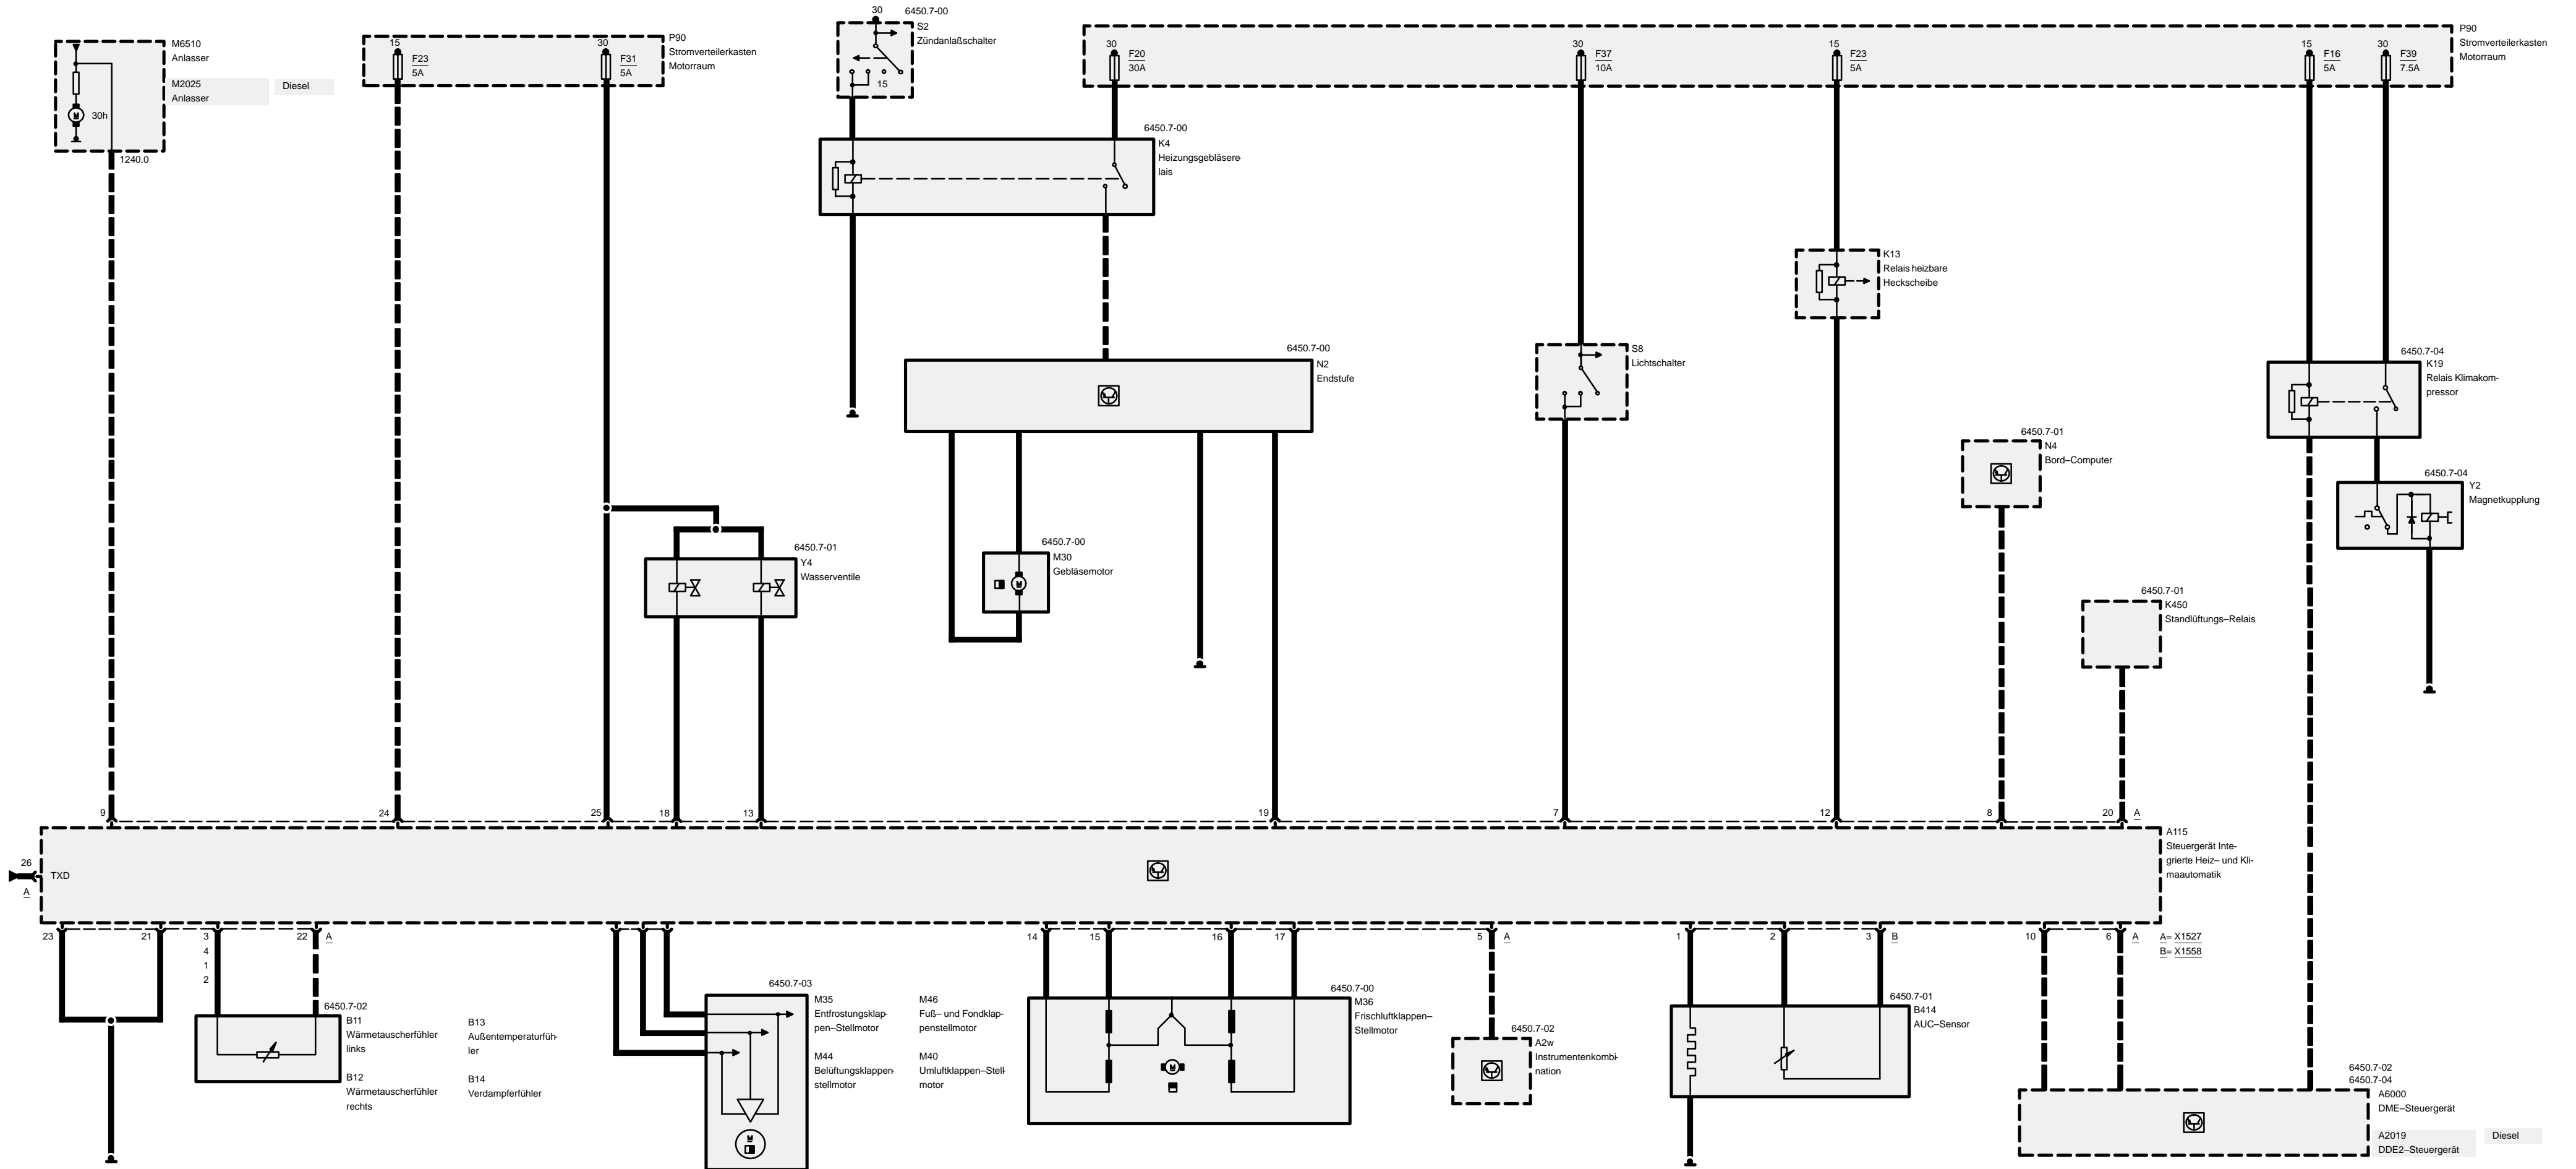 M6510
Anlasser
M2025
Anlasser
Diesel
30h
1240.0
15
F23
5A
30
F31
5A
P90
Stromverteilerkasten
Motorraum
30
6450.7-00
S2
Zündanlaßschalter
15
6450.7-00
K4
Heizungsgebläsere
lais
30
F20
30A
30
F37
10A
15
F23
5A
15
F16
5A
30
F39
7.5A
P90
Stromverteilerkasten
Motorraum
K13
Relais heizbare
Heckscheibe
6450.7-00
N2
Endstufe
S8
Lichtschalter
6450.7-04
K19
Relais Klimakom-
pressor
6450.7-01
N4
Bord–Computer
6450.7-04
Y2
Magnetkupplung
6450.7-01
Y4
Wasserventile
6450.7-00
M30
Gebläsemotor
M
M
6450.7-01
K450
Standlüftungs–Relais
9
24
25
18
13
19
7
12
8
20
A
A115
Steuergerät Inte-
grierte Heiz– und Kli-
maautomatik
26
A
TXD
23
21
3
4
1
2
22
A
14
15
16
17
5
A
1
2
3
B
10
6
A
A= X1527
B= X1558
6450.7-02
B11
Wärmetauscherfühler
links
B12
Wärmetauscherfühler
rechts
B13
Außentemperaturfüh-
ler
B14
Verdampferfühler
6450.7-03
M35
Entfrostungsklap-
pen–Stellmotor
M44
Belüftungsklappen
stellmotor
M46
Fuß– und Fondklap-
penstellmotor
M40
Umluftklappen–Stell
motor
M
6450.7-00
M36
Frischluftklappen–
Stellmotor
M
6450.7-02
A2w
Instrumentenkombi-
nation
6450.7-01
B414
AUC–Sensor
6450.7-02
6450.7-04
A6000
DME–Steuergerät
A2019
DDE2–Steuergerät
Diesel